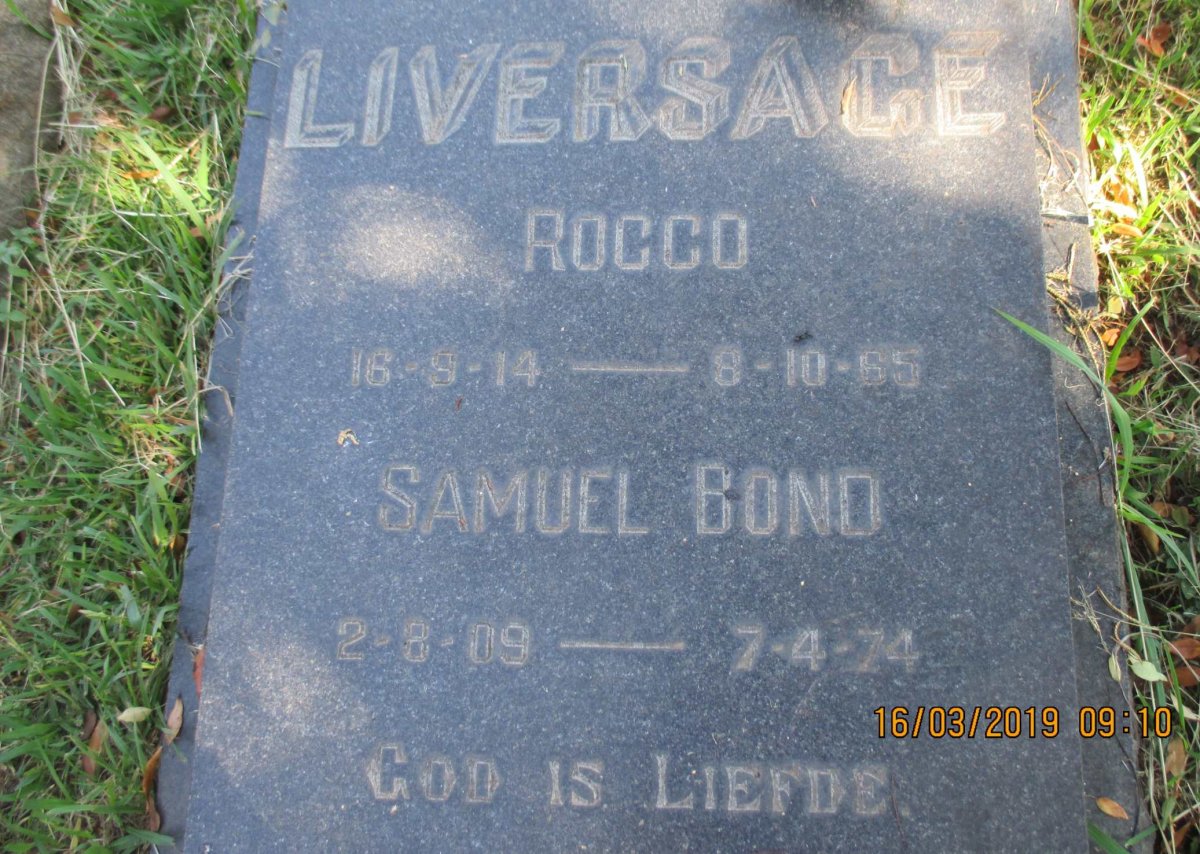 LIVERSAGE
ROCCO
16-9-14 — 8-10-65
SAMUEL BOND
2-8-09 — 7-4-74
GOD IS LIEFDE.
16/03/2019 09:10